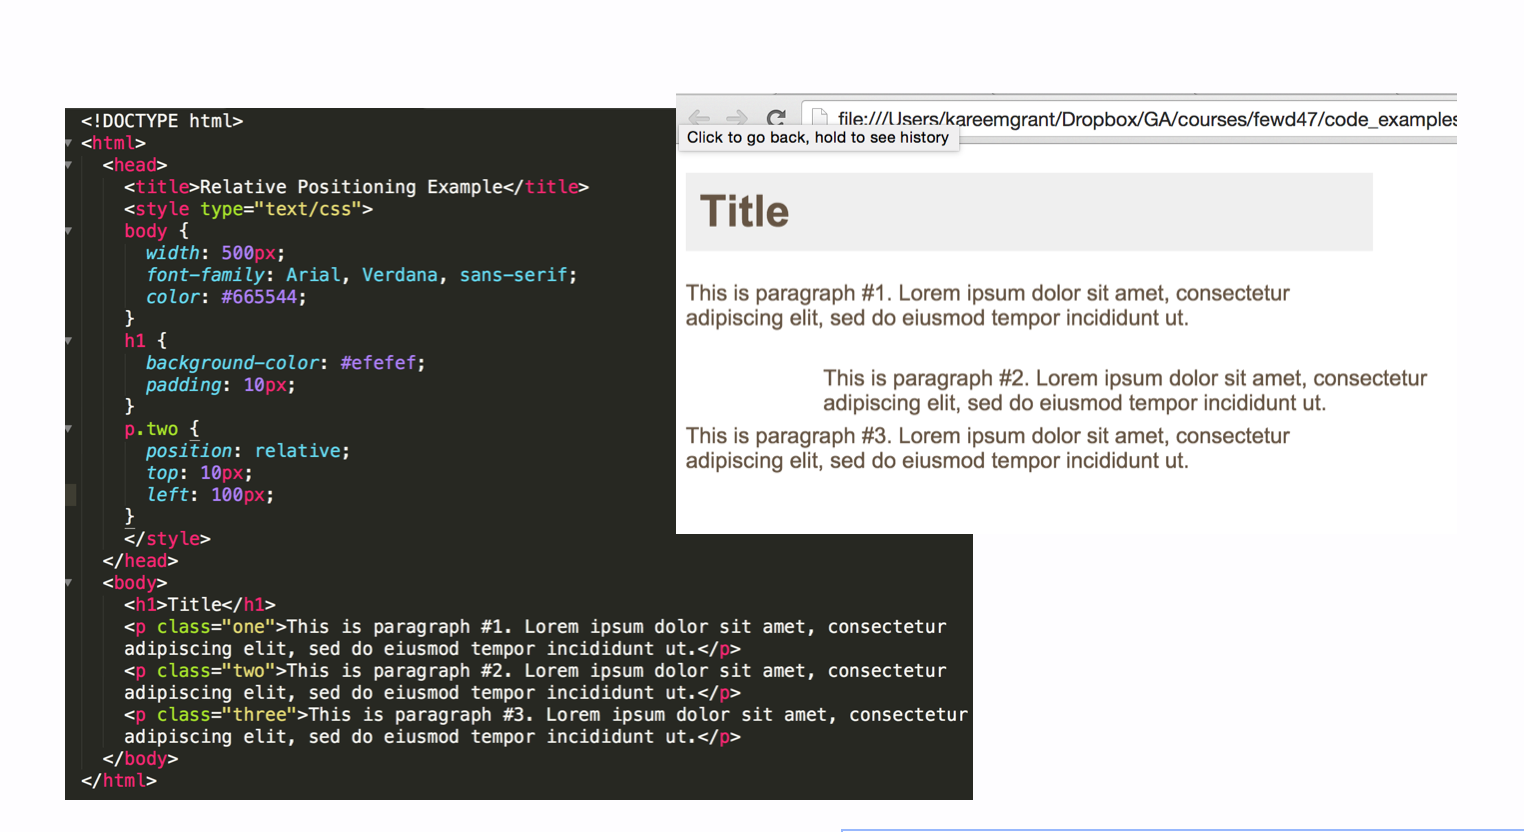 <!DOCTYPE html>
<html>
<head>
<title>Relative Positioning Example</title>
<style type="text/css">
body {
width: 500px;
font-family: Arial, Verdana, sans-serif;
color: #665544;
}
h1 {
background-color: #efefef;
padding: 10px;
}
p.two {
position: relative;
top: 10px;
left: 100px;
}
</style>
</head>
<body>
<h1>Title</h1>
<p class="one">This is paragraph #1. Lorem ipsum dolor sit amet, consectetur
adipiscing elit, sed do eiusmod tempor incididunt ut.</p>
<p class="two">This is paragraph #2. Lorem ipsum dolor sit amet, consectetur
adipiscing elit, sed do eiusmod tempor incididunt ut.</p>
<p class="three">This is paragraph #3. Lorem ipsum dolor sit amet, consectetur
adipiscing elit, sed do eiusmod tempor incididunt ut.</p>
</body>
</html>
file:///Users/kareemgrant/Dropbox/GA/courses/fewd47/code_examples
Click to go back, hold to see history
Title
This is paragraph #1. Lorem ipsum dolor sit amet, consectetur
adipiscing elit, sed do eiusmod tempor incididunt ut.
This is paragraph #2. Lorem ipsum dolor sit amet, consectetur
adipiscing elit, sed do eiusmod tempor incididunt ut.
This is paragraph #3. Lorem ipsum dolor sit amet, consectetur
adipiscing elit, sed do eiusmod tempor incididunt ut.